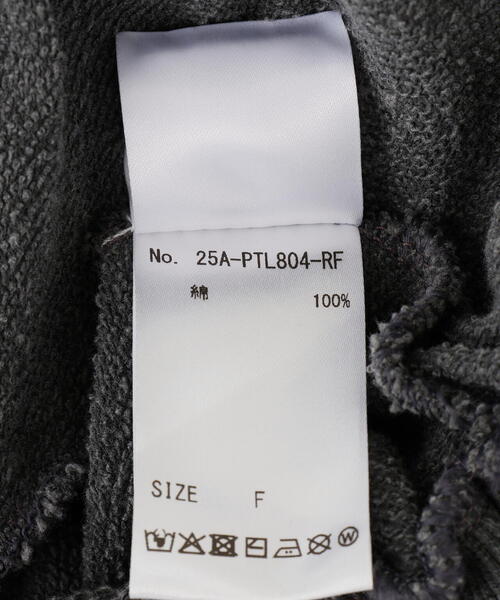 No. 25A-PTL804-RF
綿 100%
SIZE F